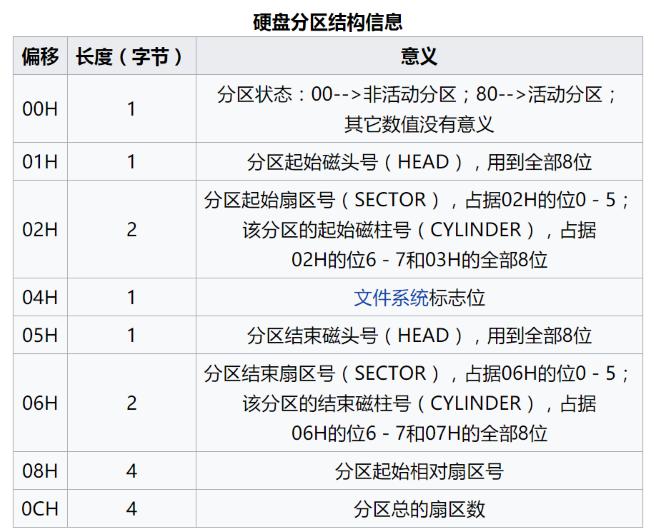 硬盘分区结构信息
偏移 长度（字节） 意义
00H 1 分区状态：00-->非活动分区；80-->活动分区；
其它数值没有意义
01H 1 分区起始磁头号（HEAD），用到全部8位
分区起始扇区号（SECTOR），占据02H的位0－5；
02H 2 该分区的起始磁柱号（CYLINDER），占据
02H的位6－7和03H的全部8位
04H 1 文件系统标志位
05H 1 分区结束磁头号（HEAD），用到全部8位
分区结束扇区号（SECTOR），占据06H的位0－5；
06H 2 该分区的结束磁柱号（CYLINDER），占据
06H的位6－7和07H的全部8位
08H 4 分区起始相对扇区号
0CH 4 分区总的扇区数